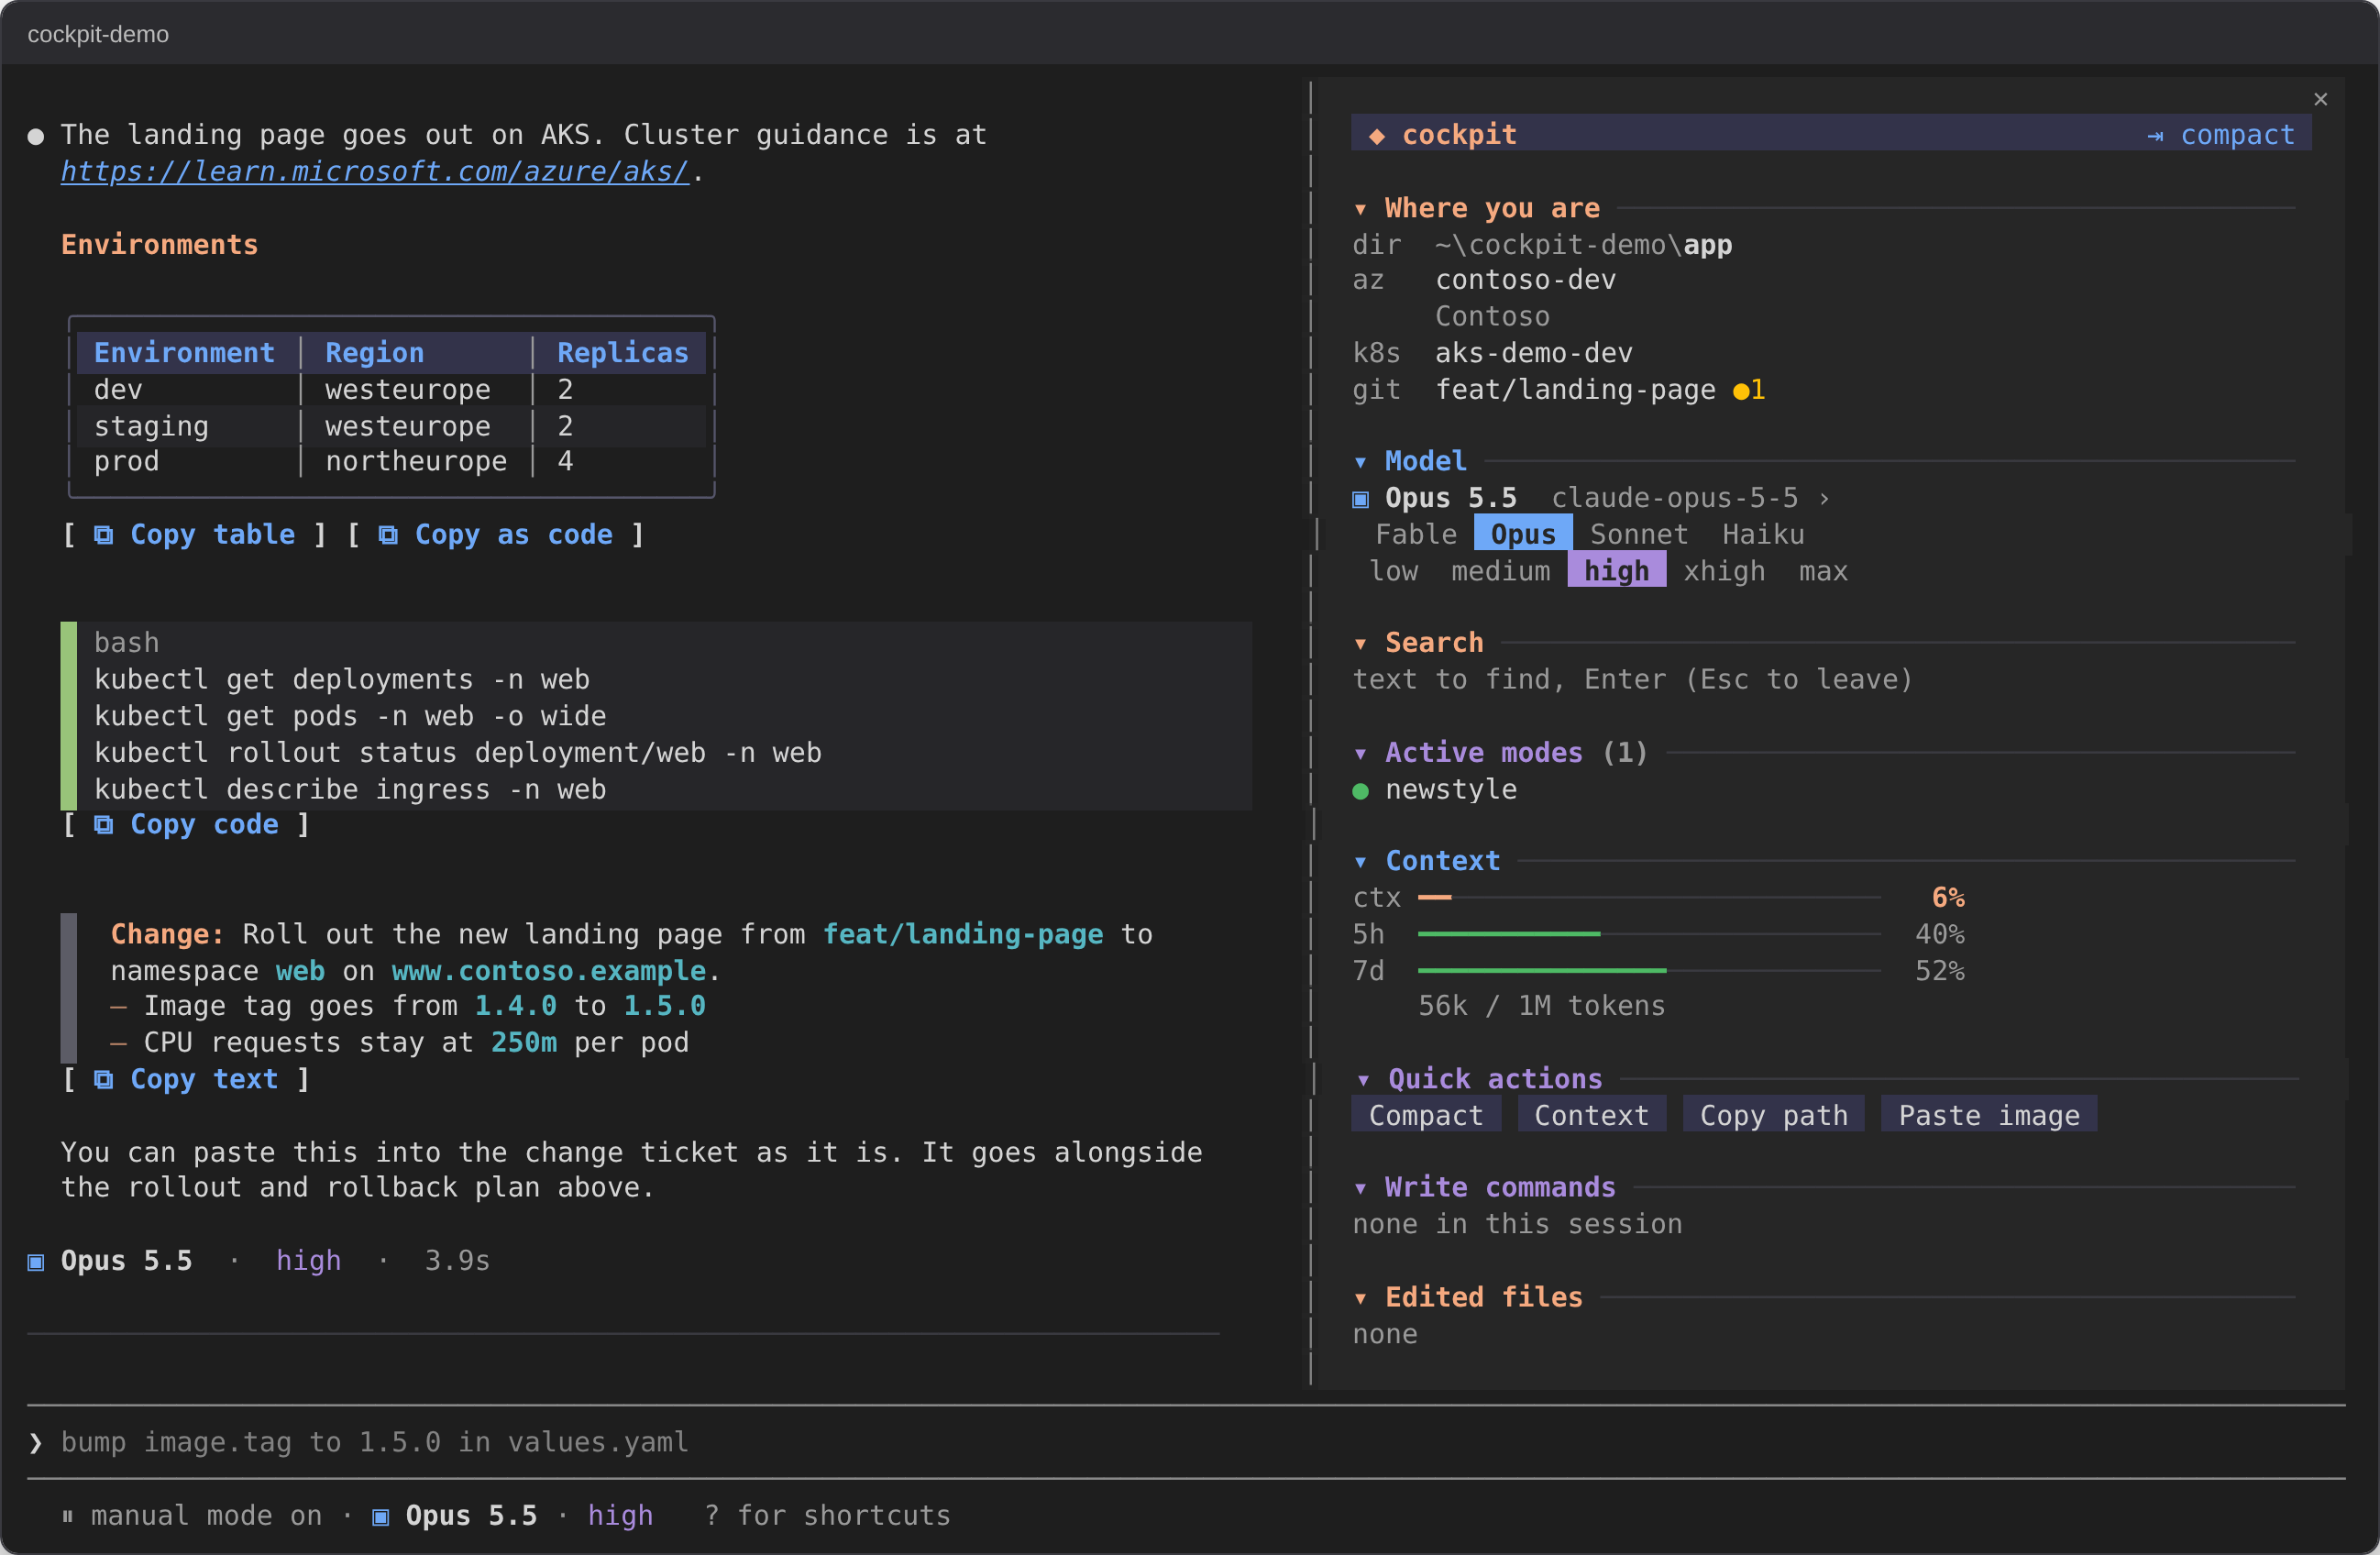 cockpit-demo
● The landing page goes out on AKS. Cluster guidance is at
https://learn.microsoft.com/azure/aks/.
Environments
Environment │ Region │ Replicas
dev │ westeurope │ 2
staging │ westeurope │ 2
prod │ northeurope │ 4
[ ⧉ Copy table ] [ ⧉ Copy as code ]
bash
kubectl get deployments -n web
kubectl get pods -n web -o wide
kubectl rollout status deployment/web -n web
kubectl describe ingress -n web
[ ⧉ Copy code ]
Change: Roll out the new landing page from feat/landing-page to
namespace web on www.contoso.example.
– Image tag goes from 1.4.0 to 1.5.0
– CPU requests stay at 250m per pod
[ ⧉ Copy text ]
You can paste this into the change ticket as it is. It goes alongside
the rollout and rollback plan above.
▣ Opus 5.5 · high · 3.9s
×
◆ cockpit ⇥ compact
▾ Where you are
dir ~\cockpit-demo\app
az contoso-dev
Contoso
k8s aks-demo-dev
git feat/landing-page ●1
▾ Model
▣ Opus 5.5 claude-opus-5-5 ›
Fable Opus Sonnet Haiku
low medium high xhigh max
▾ Search
text to find, Enter (Esc to leave)
▾ Active modes (1)
● newstyle
▾ Context
ctx 6%
5h 40%
7d 52%
56k / 1M tokens
▾ Quick actions
Compact Context Copy path Paste image
▾ Write commands
none in this session
▾ Edited files
none
❯ bump image.tag to 1.5.0 in values.yaml
⏸ manual mode on · ▣ Opus 5.5 · high ? for shortcuts